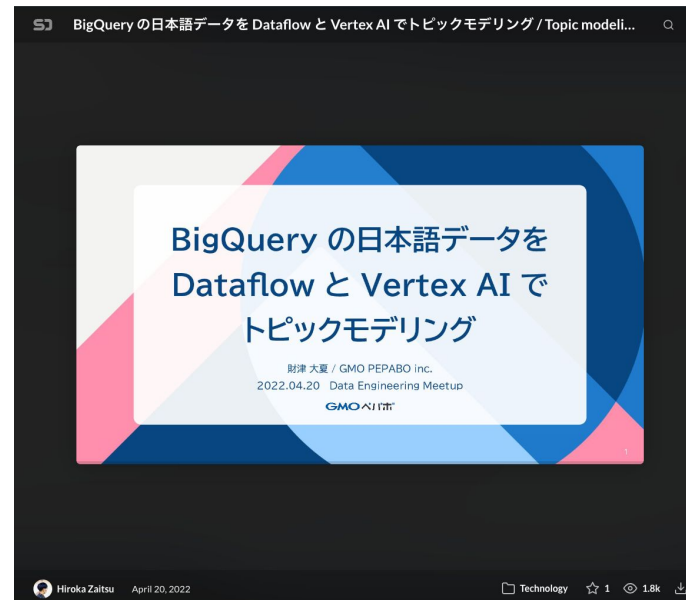 BigQuery の日本語データを Dataflow と Vertex AI でトピックモデリング / Topic modeli...
BigQuery の日本語データを
Dataflow と Vertex AI で
トピックモデリング
財津 大夏 / GMO PEPABO inc.
2022.04.20 Data Engineering Meetup
GMOペパボ
1
Hiroka Zaitsu April 20, 2022 Technology 1 1.8k